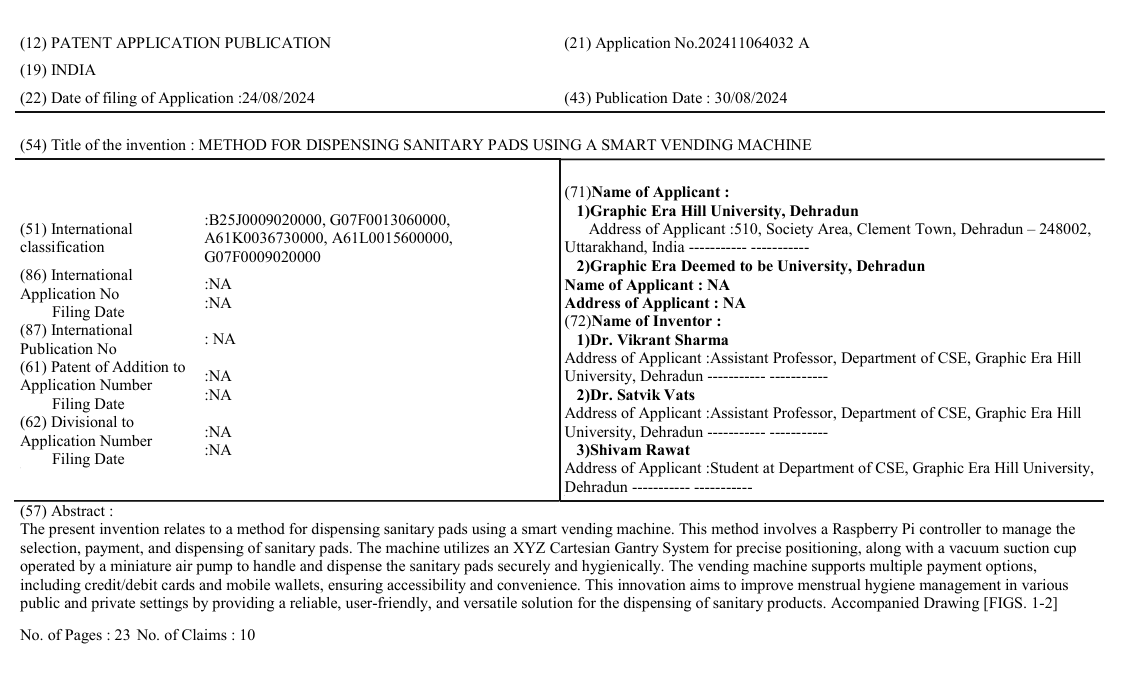 (12) PATENT APPLICATION PUBLICATION
(21) Application No.202411064032 A
(19) INDIA
(22) Date of filing of Application :24/08/2024
(43) Publication Date : 30/08/2024
(54) Title of the invention : METHOD FOR DISPENSING SANITARY PADS USING A SMART VENDING MACHINE
(51) International
classification
:B25J0009020000, G07F0013060000,
A61K0036730000, A61L0015600000,
G07F0009020000
(86) International
Application No
Filing Date
:NA
:NA
(87) International
Publication No
: NA
(61) Patent of Addition to
Application Number
Filing Date
:NA
:NA
(62) Divisional to
Application Number
Filing Date
:NA
:NA
(71)Name of Applicant :
1)Graphic Era Hill University, Dehradun
Address of Applicant :510, Society Area, Clement Town, Dehradun – 248002,
Uttarakhand, India ----------- -----------
2)Graphic Era Deemed to be University, Dehradun
Name of Applicant : NA
Address of Applicant : NA
(72)Name of Inventor :
1)Dr. Vikrant Sharma
Address of Applicant :Assistant Professor, Department of CSE, Graphic Era Hill
University, Dehradun ----------- -----------
2)Dr. Satvik Vats
Address of Applicant :Assistant Professor, Department of CSE, Graphic Era Hill
University, Dehradun ----------- -----------
3)Shivam Rawat
Address of Applicant :Student at Department of CSE, Graphic Era Hill University,
Dehradun ----------- -----------
(57) Abstract :
The present invention relates to a method for dispensing sanitary pads using a smart vending machine. This method involves a Raspberry Pi controller to manage the
selection, payment, and dispensing of sanitary pads. The machine utilizes an XYZ Cartesian Gantry System for precise positioning, along with a vacuum suction cup
operated by a miniature air pump to handle and dispense the sanitary pads securely and hygienically. The vending machine supports multiple payment options,
including credit/debit cards and mobile wallets, ensuring accessibility and convenience. This innovation aims to improve menstrual hygiene management in various
public and private settings by providing a reliable, user-friendly, and versatile solution for the dispensing of sanitary products. Accompanied Drawing [FIGS. 1-2]
No. of Pages : 23 No. of Claims : 10